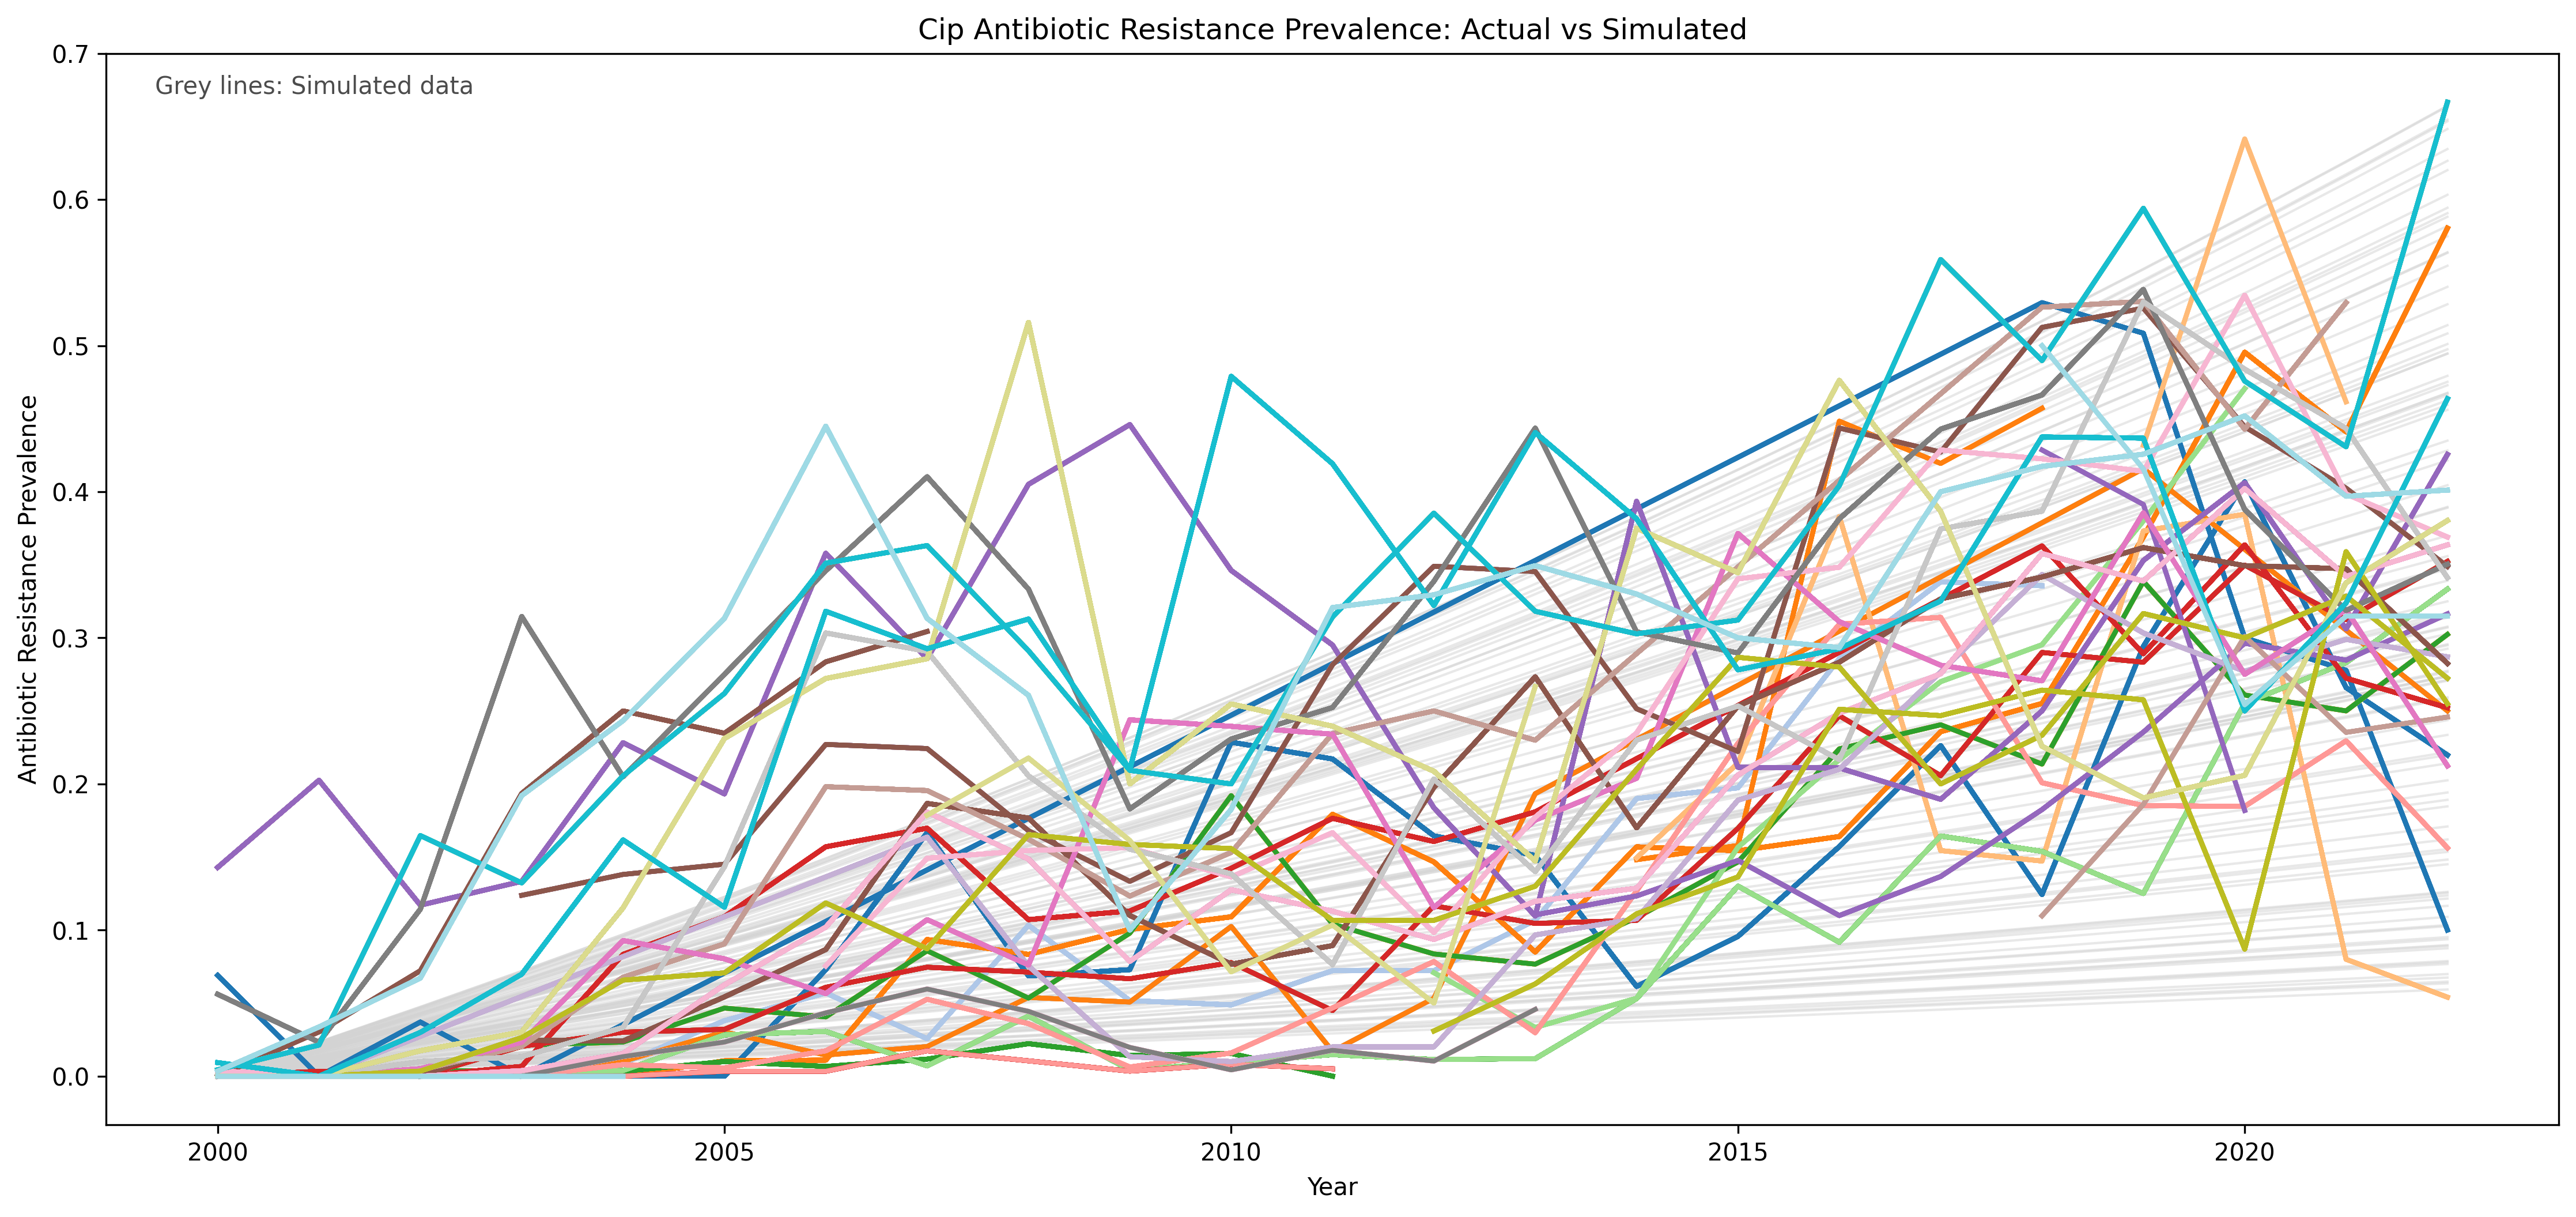 Cip Antibiotic Resistance Prevalence: Actual vs Simulated
Grey lines: Simulated data
Antibiotic Resistance Prevalence
0.7
0.6
0.5
0.4
0.3
0.2
0.1
0.0
2000 2005 2010 2015 2020
Year